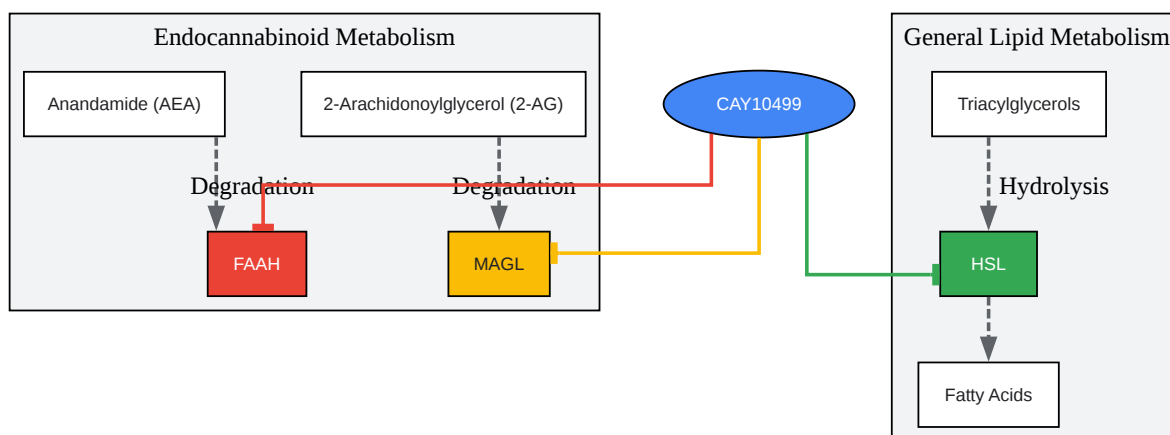 Endocannabinoid Metabolism
General Lipid Metabolism
Anandamide (AEA)
2-Arachidonoylglycerol (2-AG)
CAY10499
Triacylglycerols
Degradation
Degradation
Hydrolysis
FAAH
MAGL
HSL
Fatty Acids